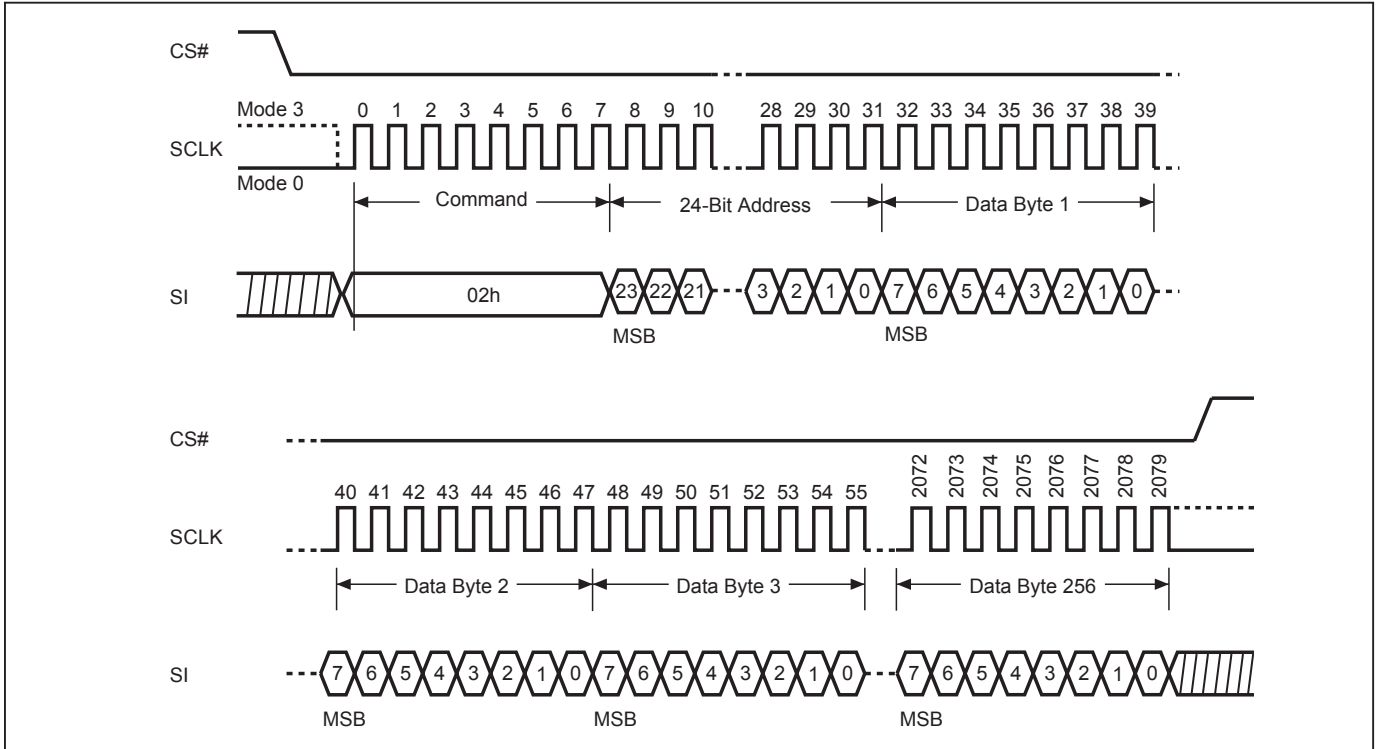 CS#
Mode 3
0 1 2 3 4 5 6 7 8 9 10 28 29 30 31 32 33 34 35 36 37 38 39
SCLK
Mode 0
Command
24-Bit Address
Data Byte 1
SI
02h
23 22 21 3 2 1 0 7 6 5 4 3 2 1 0
MSB MSB
CS#
40 41 42 43 44 45 46 47 48 49 50 51 52 53 54 55 2072 2073 2074 2075 2076 2077 2078 2079
SCLK
Data Byte 2 Data Byte 3 Data Byte 256
SI
7 6 5 4 3 2 1 0 7 6 5 4 3 2 1 0 7 6 5 4 3 2 1 0
MSB MSB MSB